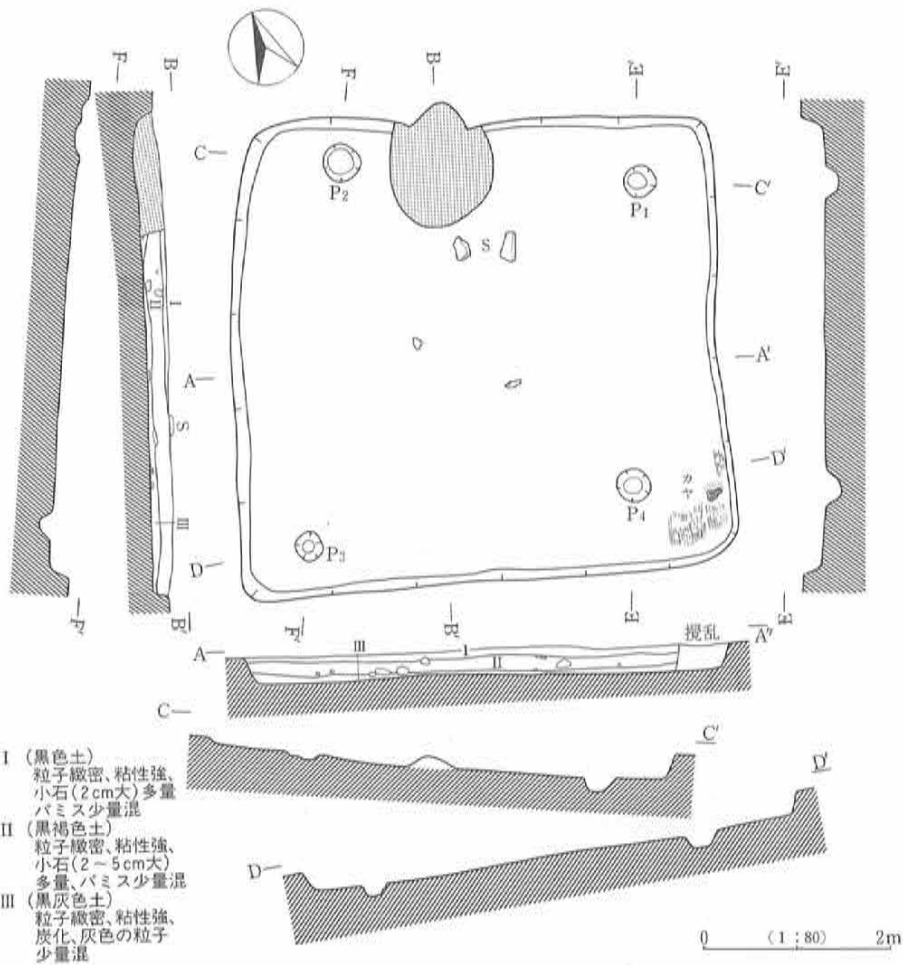 F
B
F
B
E'
E'
C
C'
P₂
P₁
S
I
II
A
A'
S
D'
カヤ
P₄
III
P₃
D
F'
B'
F'
B'
E
E
攪乱
A
III
I
II
A''
C
C'
D'
D
I (黒色土)
粒子緻密、粘性強、
小石(2cm大)多量
パミス少量混
II (黒褐色土)
粒子緻密、粘性強、
小石(2～5cm大)
多量、パミス少量混
III (黒灰色土)
粒子緻密、粘性強、
炭化、灰色の粒子
少量混
0 (1:80) 2m